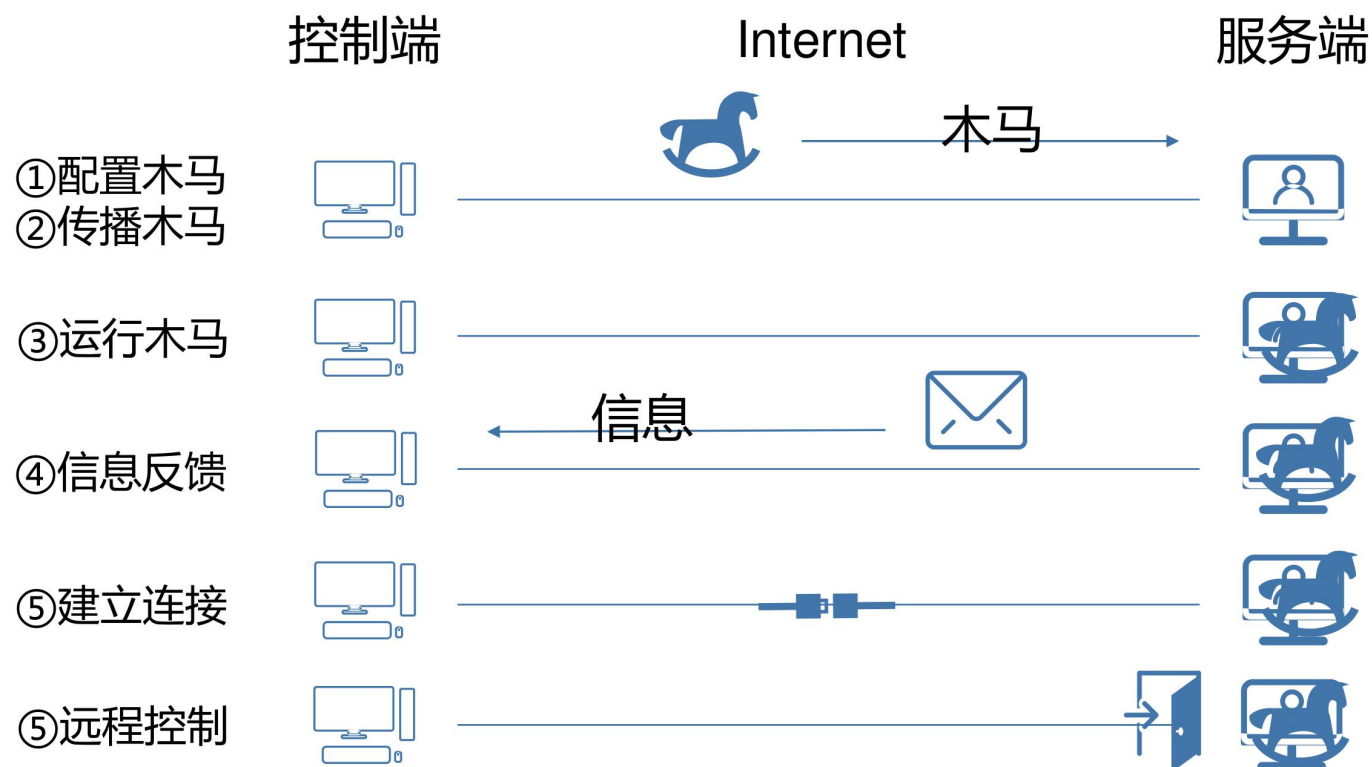 控制端
Internet
服务端
木马
①配置木马
②传播木马
③运行木马
信息
④信息反馈
⑤建立连接
⑤远程控制